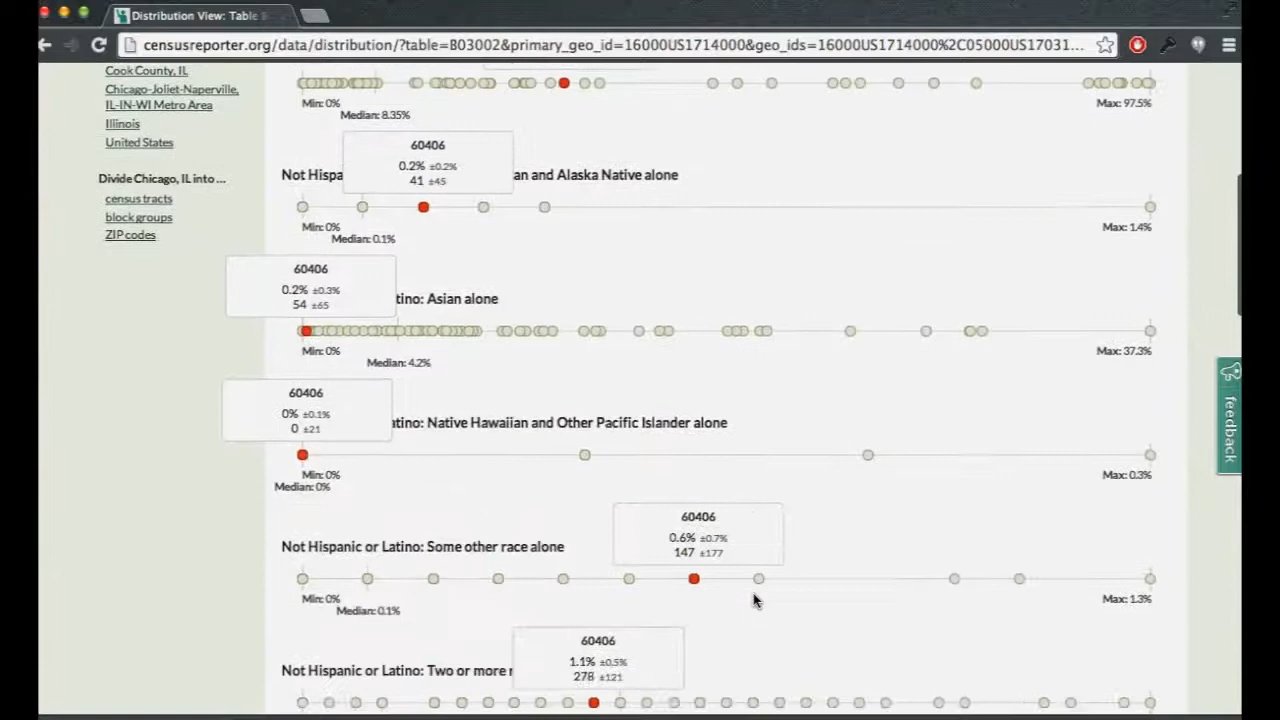 Distribution View: Table B
censusreporter.org/data/distribution/?table=B03002&primary_geo_id=16000US1714000&geo_ids=16000US1714000%2C05000US17031...
Cook County, IL
Chicago-Joliet-Naperville,
IL-IN-WI Metro Area
Illinois
United States
Divide Chicago, IL into ...
census tracts
block groups
ZIP codes
Min: 0%
Median: 8.35%
Max: 97.5%
60406
0.2% ±0.2%
41 ±45
Not Hispa an and Alaska Native alone
Min: 0%
Median: 0.1%
Max: 1.4%
60406
0.2% ±0.3%
54 ±65
tino: Asian alone
Min: 0%
Median: 4.2%
Max: 37.3%
60406
0% ±0.1%
0 ±21
atino: Native Hawaiian and Other Pacific Islander alone
Min: 0%
Median: 0%
Max: 0.3%
60406
0.6% ±0.7%
147 ±177
Not Hispanic or Latino: Some other race alone
Min: 0%
Median: 0.1%
Max: 1.3%
60406
1.1% ±0.5%
278 ±121
Not Hispanic or Latino: Two or more r
feedback